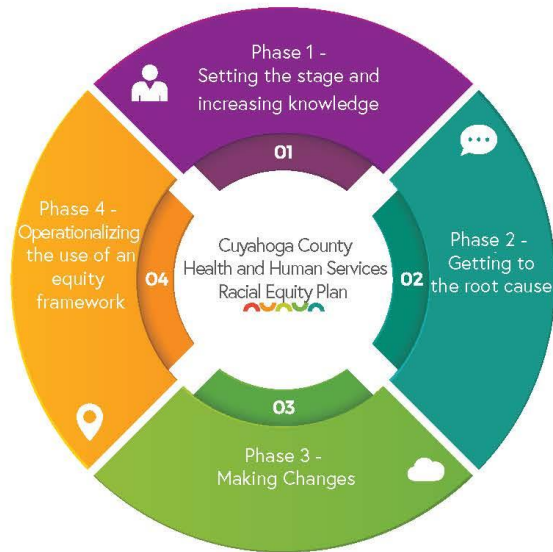 Phase 1 -
Setting the stage and
increasing knowledge
01
Phase 2 -
Getting to
the root cause
02
Phase 3 -
Making Changes
03
Phase 4 -
Operationalizing
the use of an
equity
framework
04
Cuyahoga County
Health and Human Services
Racial Equity Plan